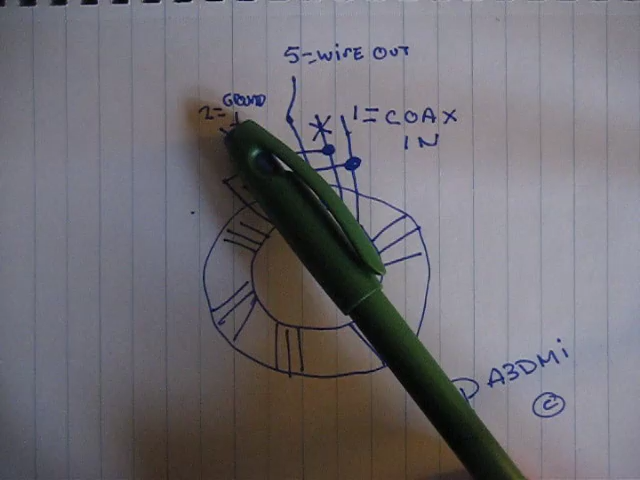 5=WIRE OUT
2= GROUND
1= COAX
IN
A3DMi
©